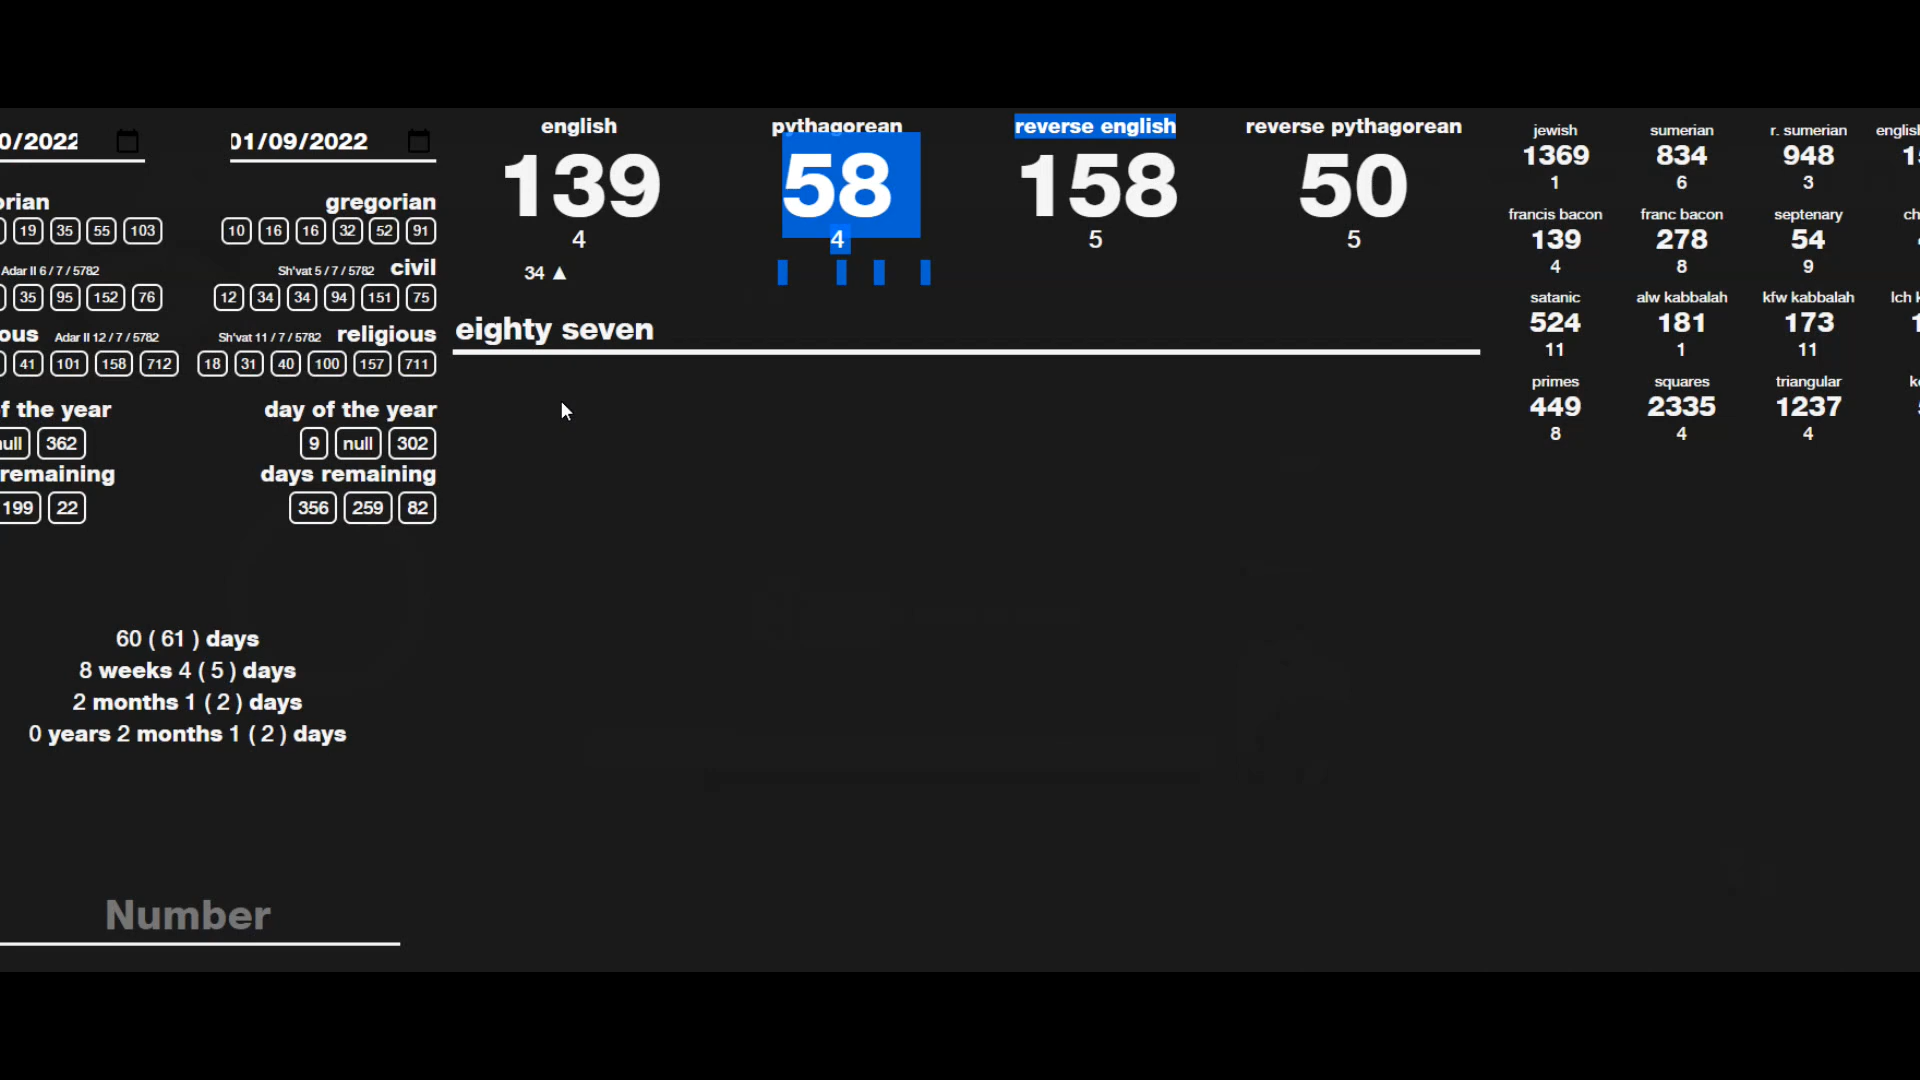 0/2022
01/09/2022
orian
gregorian
19 35 55 103
10 16 16 32 52 91
Adar II 6 / 7 / 5782
Sh'vat 5 / 7 / 5782 civil
35 95 152 76
12 34 34 94 151 75
ous Adar II 12 / 7 / 5782
Sh'vat 11 / 7 / 5782 religious
41 101 158 712
18 31 40 100 157 711
f the year
day of the year
null 362
9 null 302
remaining
days remaining
199 22
356 259 82
60 ( 61 ) days
8 weeks 4 ( 5 ) days
2 months 1 ( 2 ) days
0 years 2 months 1 ( 2 ) days
Number
english
139
4
34 ▲
pythagorean
58
4
reverse english
158
5
reverse pythagorean
50
5
eighty seven
jewish
1369
1
sumerian
834
6
r. sumerian
948
3
english
francis bacon
139
4
franc bacon
278
8
septenary
54
9
ch
satanic
524
11
alw kabbalah
181
1
kfw kabbalah
173
11
lch k
primes
449
8
squares
2335
4
triangular
1237
4